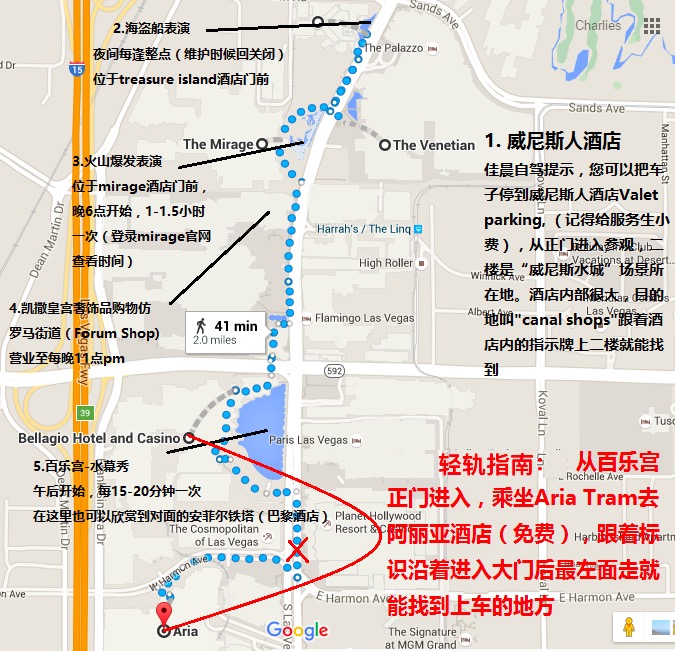 Sands Ave
Charlies
2.海盗船表演
夜间每逢整点（维护时候回关闭）
位于treasure island酒店门前
The Palazzo
15
Sands Ave
The Mirage
The Venetian
Manhattan St
1. 威尼斯人酒店
佳晨自驾提示，您可以把车
子停到威尼斯人酒店Valet
parking，（记得给服务生小
费），从正门进入参观，二
楼是“威尼斯水城”场景所
在地。酒店内部很大，目的
地叫"canal shops"跟着酒
店内的指示牌上二楼就能找
到
3.火山爆发表演
位于mirage酒店门前，
晚6点开始，1-1.5小时
一次（登录mirage官网
查看时间）
Dean Martin Dr
Harrah's / The Linq
High Roller
Winnick Ave
Albert Ave
Vacations at Desert...
4.凯撒皇宫奢饰品购物仿
罗马街道（Forum Shop)
营业至每晚11点pm
41 min
2.0 miles
Flamingo Las Vegas
592
39
Koval Ln
Bellagio Hotel and Casino
Paris Las Vegas
5.百乐宫-水幕秀
午后开始，每15-20分钟一次
在这里也可以欣赏到对面的安菲尔铁塔（巴黎酒店）
Dean Martin Dr
The Cosmopolitan
of Las Vegas
Planet Hollywood
Resort &
轻轨指南： 从百乐宫
正门进入，乘坐Aria Tram去
阿丽亚酒店（免费），跟着标
识沿着进入大门后最左面走就
能找到上车的地方
Rochelle Ave
W Harmon Ave
E Harmon Ave
E Harmon Ave
Aria
Google
S L
The Signature
at MGM Grand
Koval Ln